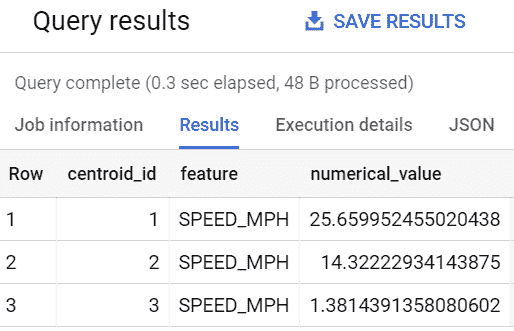 Query results SAVE RESULTS
Query complete (0.3 sec elapsed, 48 B processed)
Job information Results Execution details JSON
Row centroid_id feature numerical_value
1 1 SPEED_MPH 25.659952455020438
2 2 SPEED_MPH 14.32222934143875
3 3 SPEED_MPH 1.3814391358080602